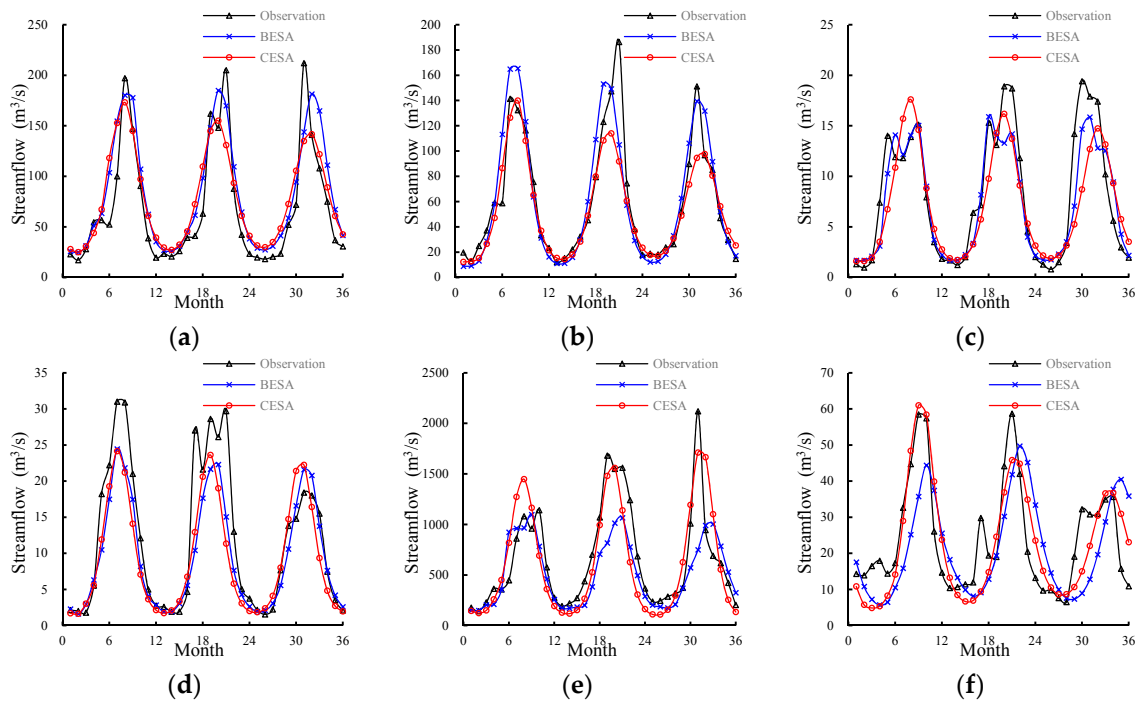 250
200
150
100
50
0
Streamflow (m³/s)
0 6 12 18 24 30 36
Month
Observation
BESA
CESA
(a)
200
180
160
140
120
100
80
60
40
20
0
Streamflow (m³/s)
0 6 12 18 24 30 36
Month
Observation
BESA
CESA
(b)
25
20
15
10
5
0
Streamflow (m³/s)
0 6 12 18 24 30 36
Month
Observation
BESA
CESA
(c)
35
30
25
20
15
10
5
0
Streamflow (m³/s)
0 6 12 18 24 30 36
Month
Observation
BESA
CESA
(d)
2500
2000
1500
1000
500
0
Streamflow (m³/s)
0 6 12 18 24 30 36
Month
Observation
BESA
CESA
(e)
70
60
50
40
30
20
10
0
Streamflow (m³/s)
0 6 12 18 24 30 36
Month
Observation
BESA
CESA
(f)